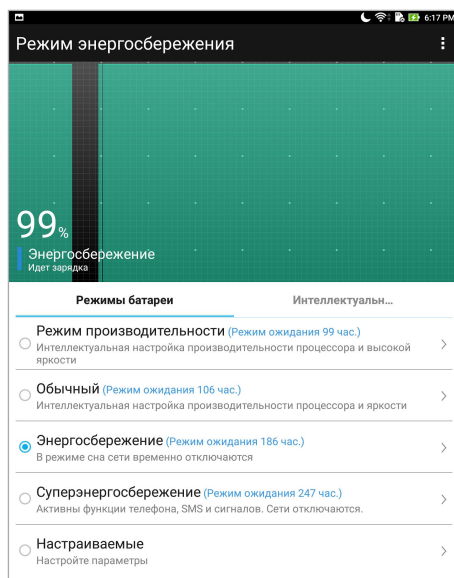 6:17 PM
Режим энергосбережения
99%
Энергосбережение
Идет зарядка
Режимы батареи
Интеллектуальн...
Режим производительности (Режим ожидания 99 час.)
Интеллектуальная настройка производительности процессора и высокой
яркости
Обычный (Режим ожидания 106 час.)
Интеллектуальная настройка производительности процессора и яркости
Энергосбережение (Режим ожидания 186 час.)
В режиме сна сети временно отключаются
Суперэнергосбережение (Режим ожидания 247 час.)
Активны функции телефона, SMS и сигналов. Сети отключаются.
Настраиваемые
Настройте параметры